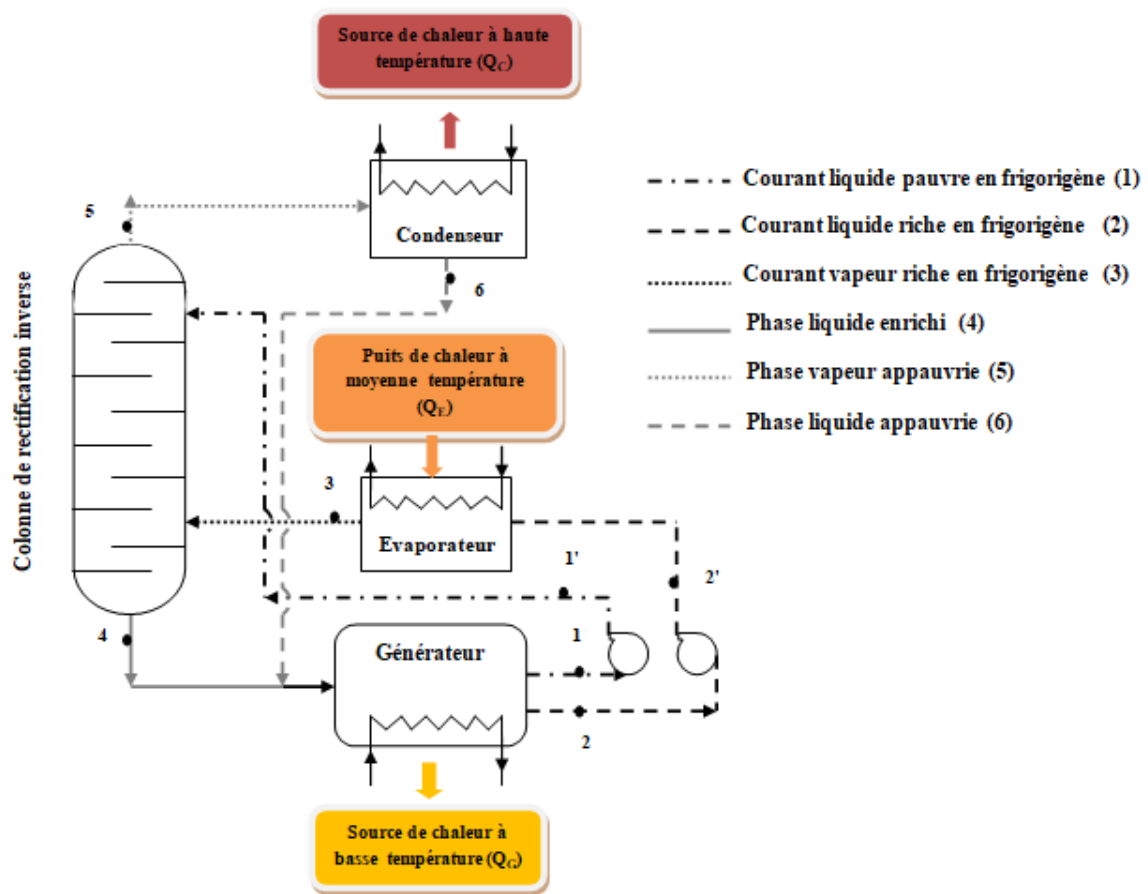 Source de chaleur à haute
température (Q_C)
Condenseur
5
6
Colonne de rectification inverse
Puits de chaleur à
moyenne température
(Q_E)
3
Evaporateur
1'
2'
4
Générateur
1
2
Source de chaleur à
basse température (Q_G)
Courant liquide pauvre en frigorigène (1)
Courant liquide riche en frigorigène (2)
Courant vapeur riche en frigorigène (3)
Phase liquide enrichi (4)
Phase vapeur appauvrie (5)
Phase liquide appauvrie (6)